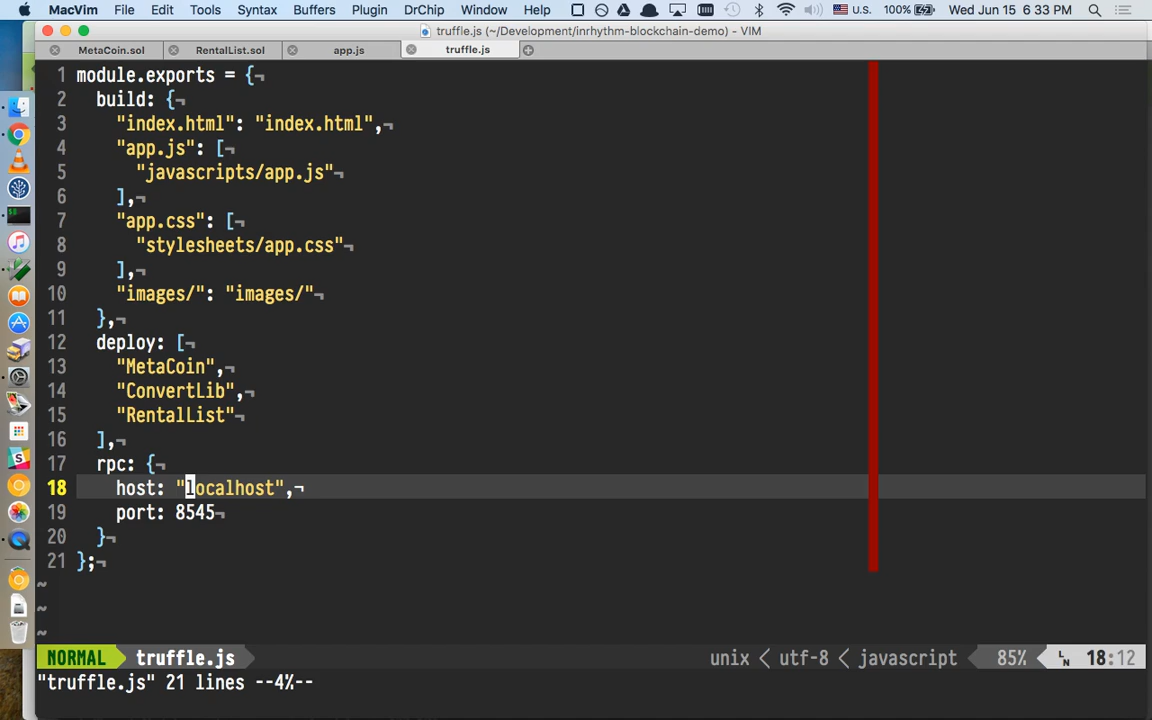 MacVim File Edit Tools Syntax Buffers Plugin DrChip Window Help U.S. 100% Wed Jun 15 6:33 PM
truffle.js (~/Development/inrhythm-blockchain-demo) - VIM
MetaCoin.sol RentalList.sol app.js truffle.js
1 module.exports = {¬
2 build: {¬
3 "index.html": "index.html",¬
4 "app.js": [¬
5 "javascripts/app.js"¬
6 ],¬
7 "app.css": [¬
8 "stylesheets/app.css"¬
9 ],¬
10 "images/": "images/"¬
11 },¬
12 deploy: [¬
13 "MetaCoin",¬
14 "ConvertLib",¬
15 "RentalList"¬
16 ],¬
17 rpc: {¬
18 host: "localhost",¬
19 port: 8545¬
20 }¬
21 };¬
~
~
~
NORMAL truffle.js unix < utf-8 < javascript 85% LN 18:12
"truffle.js" 21 lines --4%--